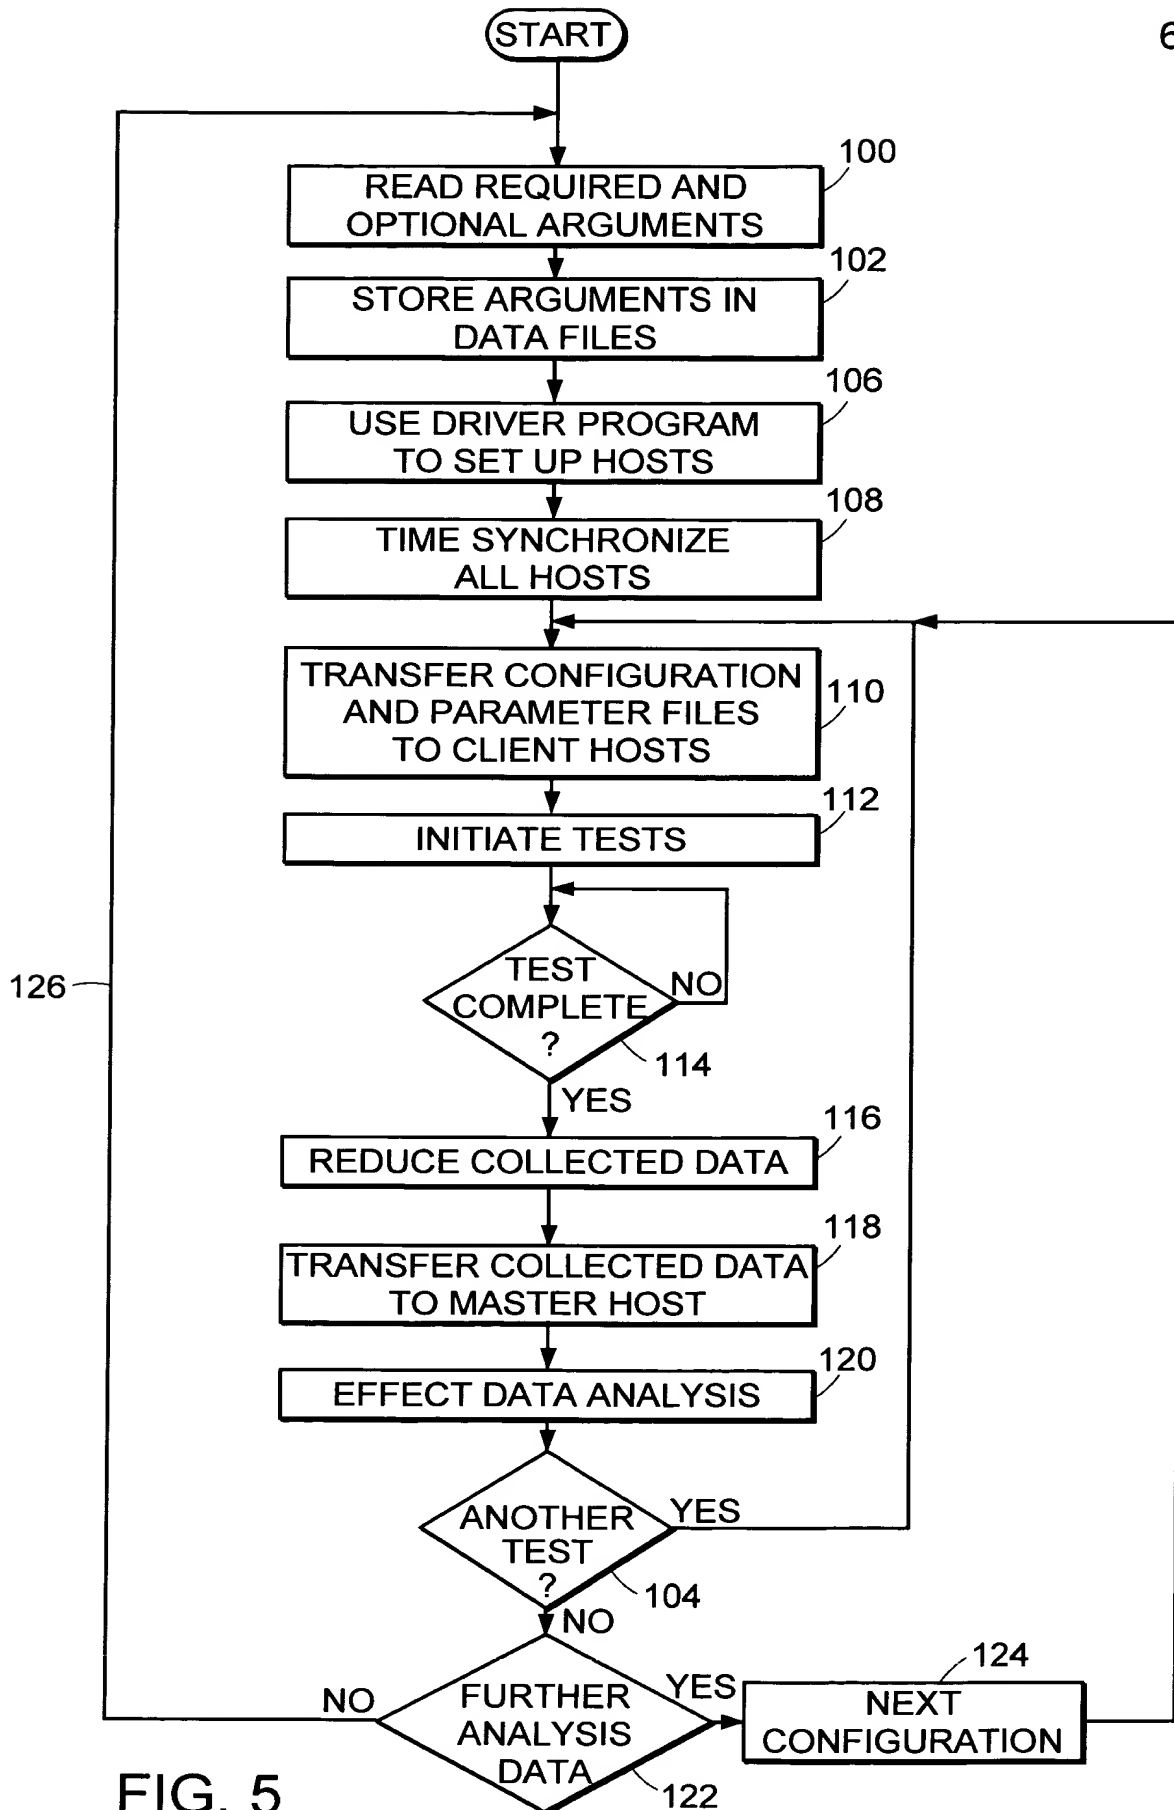 START
6
100
READ REQUIRED AND
OPTIONAL ARGUMENTS
102
STORE ARGUMENTS IN
DATA FILES
106
USE DRIVER PROGRAM
TO SET UP HOSTS
108
TIME SYNCHRONIZE
ALL HOSTS
TRANSFER CONFIGURATION
AND PARAMETER FILES
TO CLIENT HOSTS
110
112
INITIATE TESTS
126
TEST
COMPLETE
?
NO
114
YES
116
REDUCE COLLECTED DATA
118
TRANSFER COLLECTED DATA
TO MASTER HOST
120
EFFECT DATA ANALYSIS
ANOTHER
TEST
?
YES
104
NO
124
NO
FURTHER
ANALYSIS
DATA
YES
NEXT
CONFIGURATION
122
FIG. 5